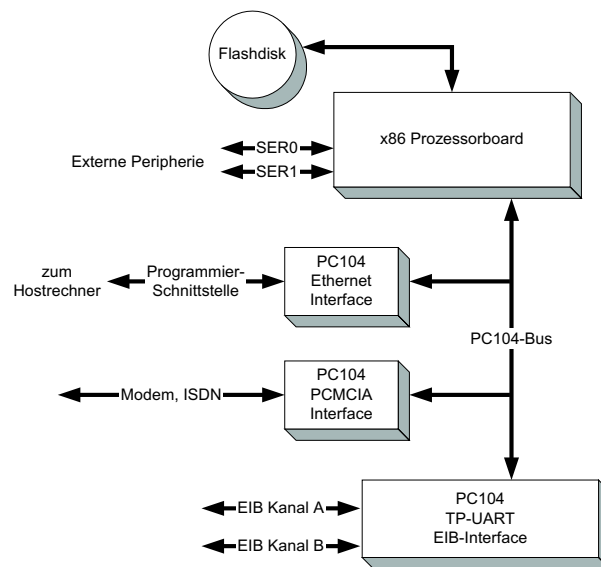 Flashdisk
x86 Prozessorboard
SER0
Externe Peripherie
SER1
zum
Hostrechner
Programmier-
Schnittstelle
PC104
Ethernet
Interface
PC104-Bus
Modem, ISDN
PC104
PCMCIA
Interface
EIB Kanal A
EIB Kanal B
PC104
TP-UART
EIB-Interface